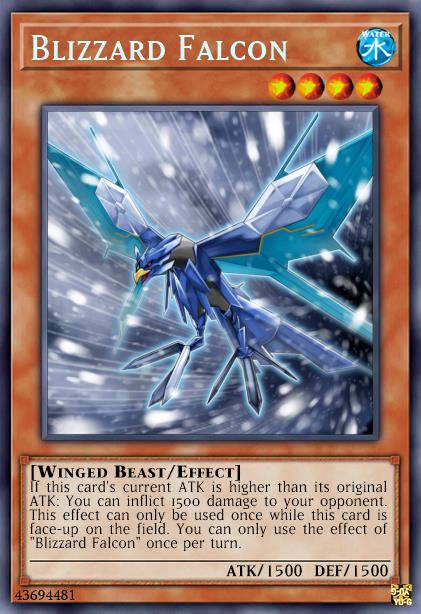 BLIZZARD FALCON
WATER
水
[WINGED BEAST/EFFECT]
If this card's current ATK is higher than its original
ATK: You can inflict 1500 damage to your opponent.
This effect can only be used once while this card is
face-up on the field. You can only use the effect of
"Blizzard Falcon" once per turn.
ATK/1500 DEF/1500
43694481